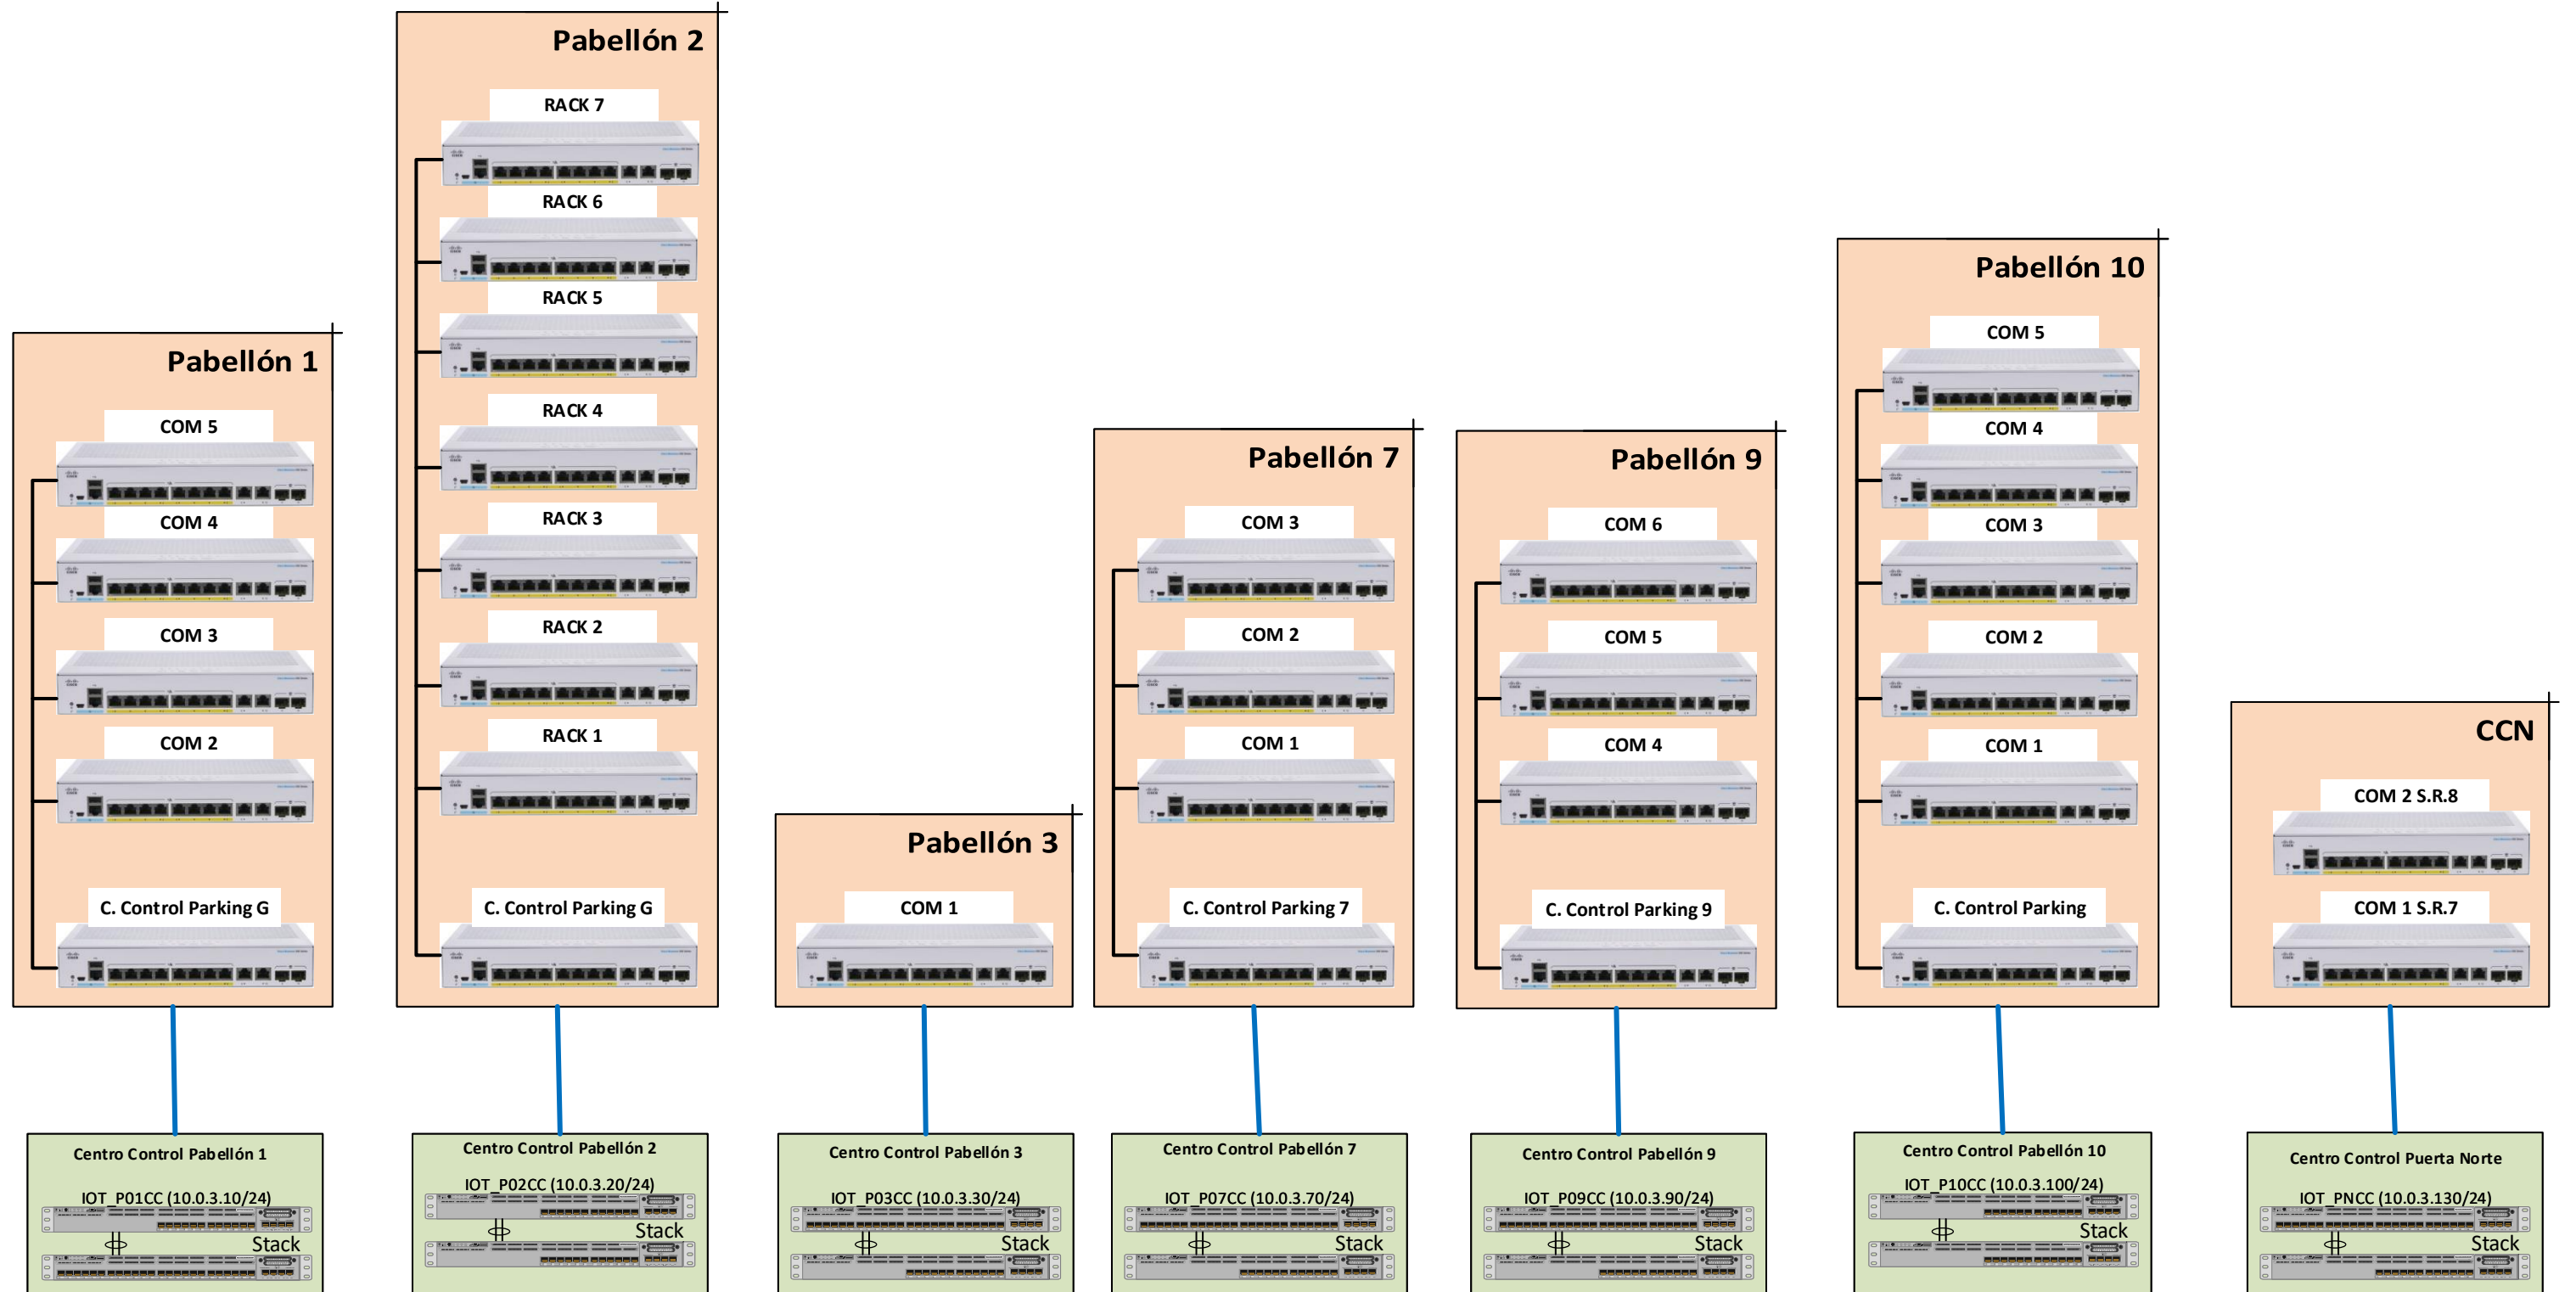 Pabellón 1
COM 5
COM 4
COM 3
COM 2
C. Control Parking G
Pabellón 2
RACK 7
RACK 6
RACK 5
RACK 4
RACK 3
RACK 2
RACK 1
C. Control Parking G
Pabellón 3
COM 1
Pabellón 7
COM 3
COM 2
COM 1
C. Control Parking 7
Pabellón 9
COM 6
COM 5
COM 4
C. Control Parking 9
Pabellón 10
COM 5
COM 4
COM 3
COM 2
COM 1
C. Control Parking
CCN
COM 2 S.R.8
COM 1 S.R.7
Centro Control Pabellón 1
IOT_P01CC (10.0.3.10/24)
Stack
Centro Control Pabellón 2
IOT_P02CC (10.0.3.20/24)
Stack
Centro Control Pabellón 3
IOT_P03CC (10.0.3.30/24)
Stack
Centro Control Pabellón 7
IOT_P07CC (10.0.3.70/24)
Stack
Centro Control Pabellón 9
IOT_P09CC (10.0.3.90/24)
Stack
Centro Control Pabellón 10
IOT_P10CC (10.0.3.100/24)
Stack
Centro Control Puerta Norte
IOT_PNCC (10.0.3.130/24)
Stack